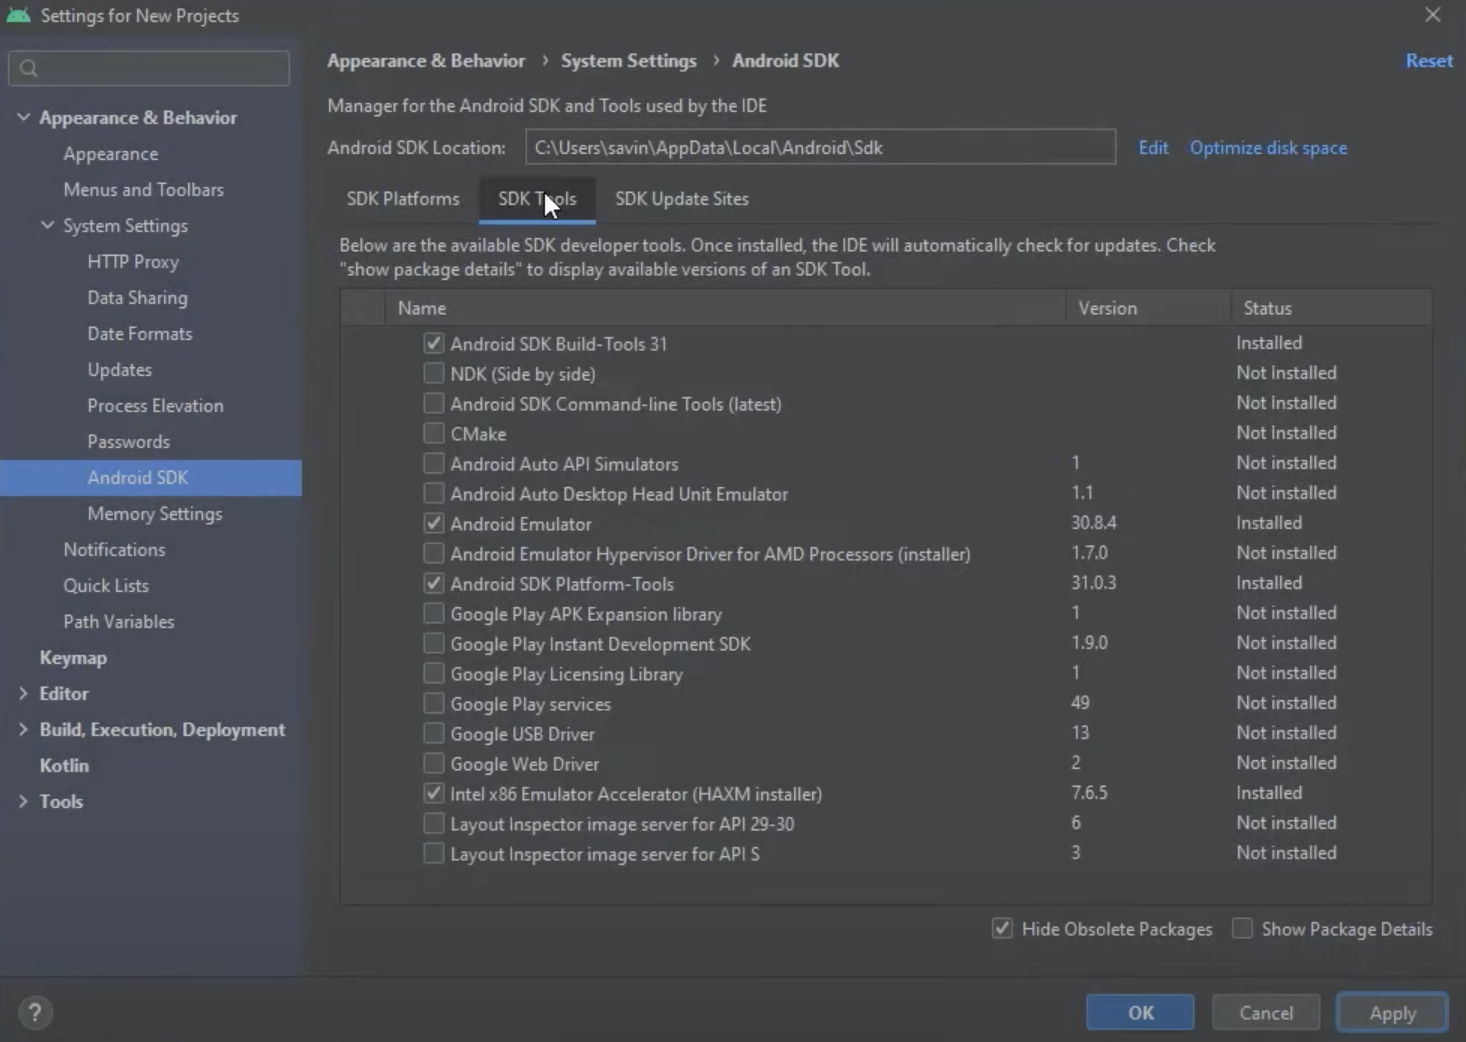 Settings for New Projects
Appearance & Behavior
Appearance
Menus and Toolbars
System Settings
HTTP Proxy
Data Sharing
Date Formats
Updates
Process Elevation
Passwords
Android SDK
Memory Settings
Notifications
Quick Lists
Path Variables
Keymap
Editor
Build, Execution, Deployment
Kotlin
Tools
Appearance & Behavior › System Settings › Android SDK Reset
Manager for the Android SDK and Tools used by the IDE
Android SDK Location: C:\Users\savin\AppData\Local\Android\Sdk Edit Optimize disk space
SDK Platforms SDK Tools SDK Update Sites
Below are the available SDK developer tools. Once installed, the IDE will automatically check for updates. Check
"show package details" to display available versions of an SDK Tool.
Name Version Status
Android SDK Build-Tools 31 Installed
NDK (Side by side) Not Installed
Android SDK Command-line Tools (latest) Not Installed
CMake Not Installed
Android Auto API Simulators 1 Not installed
Android Auto Desktop Head Unit Emulator 1.1 Not installed
Android Emulator 30.8.4 Installed
Android Emulator Hypervisor Driver for AMD Processors (installer) 1.7.0 Not installed
Android SDK Platform-Tools 31.0.3 Installed
Google Play APK Expansion library 1 Not installed
Google Play Instant Development SDK 1.9.0 Not installed
Google Play Licensing Library 1 Not installed
Google Play services 49 Not installed
Google USB Driver 13 Not installed
Google Web Driver 2 Not installed
Intel x86 Emulator Accelerator (HAXM installer) 7.6.5 Installed
Layout Inspector image server for API 29-30 6 Not installed
Layout Inspector image server for API S 3 Not installed
Hide Obsolete Packages Show Package Details
? OK Cancel Apply